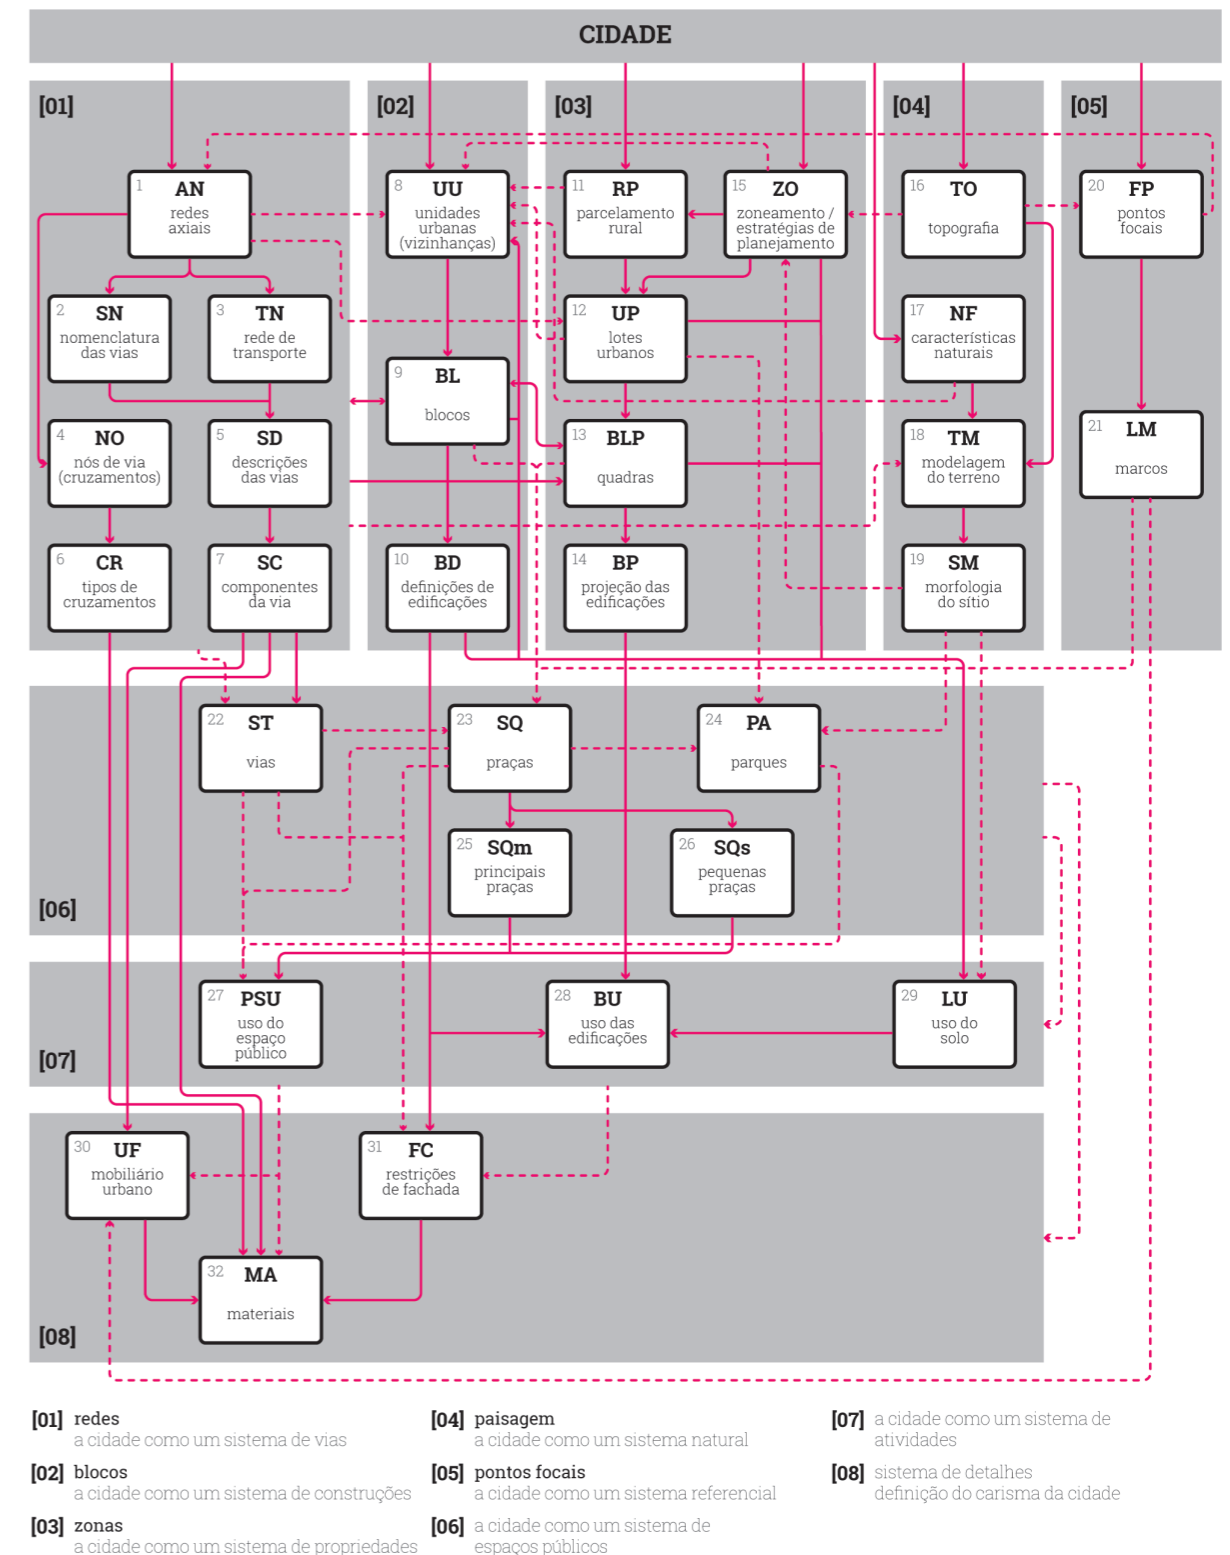 CIDADE
[01]
[02]
[03]
[04]
[05]
1
AN
redes
axiais
8
UU
unidades
urbanas
(vizinhanças)
11
RP
parcelamento
rural
15
ZO
zoneamento /
estratégias de
planejamento
16
TO
topografia
20
FP
pontos
focais
2
SN
nomenclatura
das vias
3
TN
rede de
transporte
12
UP
lotes
urbanos
17
NF
características
naturais
9
BL
blocos
4
NO
nós de via
(cruzamentos)
5
SD
descrições
das vias
13
BLP
quadras
18
TM
modelagem
do terreno
21
LM
marcos
6
CR
tipos de
cruzamentos
7
SC
componentes
da via
10
BD
definições de
edificações
14
BP
projeção das
edificações
19
SM
morfologia
do sítio
22
ST
vias
23
SQ
praças
24
PA
parques
25
SQm
principais
praças
26
SQs
pequenas
praças
[06]
27
PSU
uso do
espaço
público
28
BU
uso das
edificações
29
LU
uso do
solo
[07]
30
UF
mobiliário
urbano
31
FC
restrições
de fachada
32
MA
materiais
[08]
[01] redes
a cidade como um sistema de vias
[02] blocos
a cidade como um sistema de construções
[03] zonas
a cidade como um sistema de propriedades
[04] paisagem
a cidade como um sistema natural
[05] pontos focais
a cidade como um sistema referencial
[06] a cidade como um sistema de
espaços públicos
[07] a cidade como um sistema de
atividades
[08] sistema de detalhes
definição do carisma da cidade